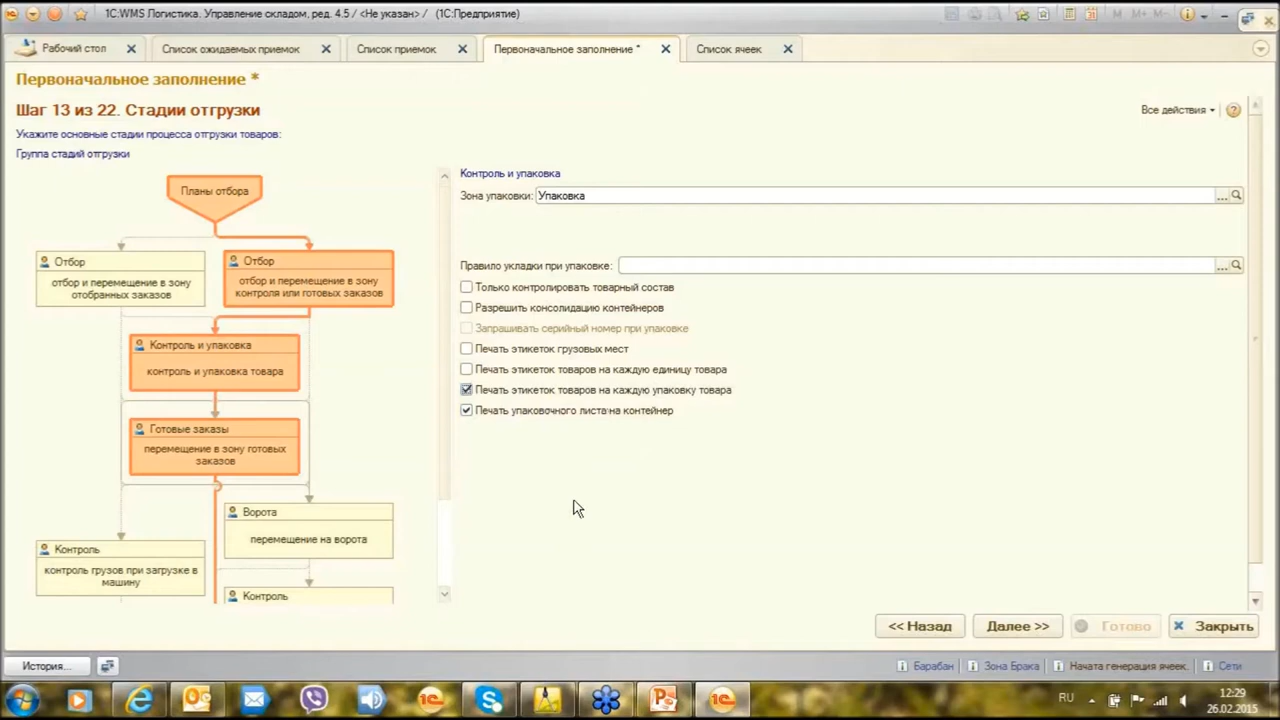 1С:WMS Логистика. Управление складом, ред. 4.5 / <Не указан> / (1С:Предприятие)
M M+ M-
Рабочий стол
Список ожидаемых приемок
Список приемок
Первоначальное заполнение *
Список ячеек
Первоначальное заполнение *
Шаг 13 из 22. Стадии отгрузки
Все действия
Укажите основные стадии процесса отгрузки товаров:
Группа стадий отгрузки
Планы отбора
Отбор
отбор и перемещение в зону
отобранных заказов
Отбор
отбор и перемещение в зону
контроля или готовых заказов
Контроль и упаковка
контроль и упаковка товара
Готовые заказы
перемещение в зону готовых
заказов
Ворота
перемещение на ворота
Контроль
контроль грузов при загрузке в
машину
Контроль
Контроль и упаковка
Зона упаковки: Упаковка
Правило укладки при упаковке:
Только контролировать товарный состав
Разрешить консолидацию контейнеров
Запрашивать серийный номер при упаковке
Печать этикеток грузовых мест
Печать этикеток товаров на каждую единицу товара
Печать этикеток товаров на каждую упаковку товара
Печать упаковочного листа на контейнер
<< Назад
Далее >>
Готово
Закрыть
История...
Барабан
Зона Брака
Начата генерация ячеек.
Сети
RU
12:29
26.02.2015